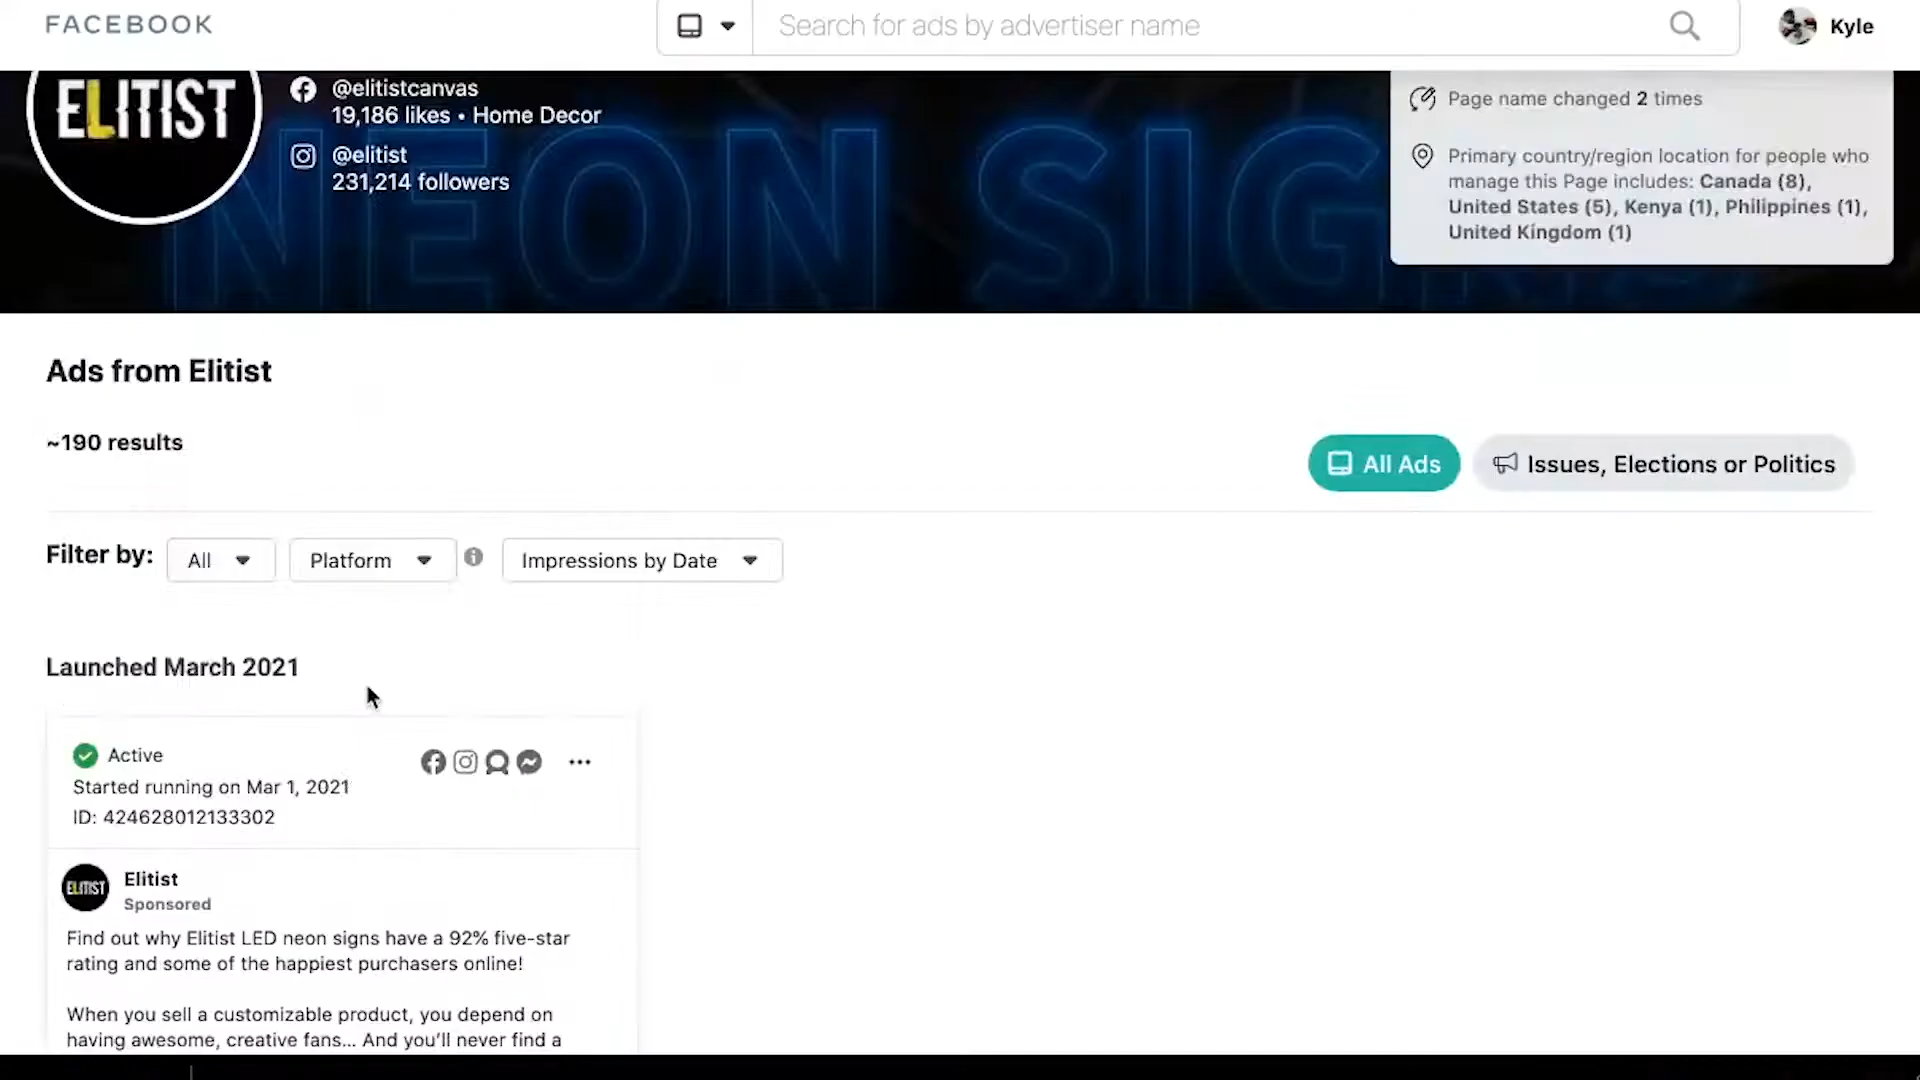 FACEBOOK
Search for ads by advertiser name
Kyle
ELITIST
@elitistcanvas
19,186 likes • Home Decor
@elitist
231,214 followers
NEON SIGNS
Page name changed 2 times
Primary country/region location for people who
manage this Page includes: Canada (8),
United States (5), Kenya (1), Philippines (1),
United Kingdom (1)
Ads from Elitist
~190 results
All Ads
Issues, Elections or Politics
Filter by:
All
Platform
Impressions by Date
Launched March 2021
Active
Started running on Mar 1, 2021
ID: 424628012133302
ELITIST
Elitist
Sponsored
Find out why Elitist LED neon signs have a 92% five-star
rating and some of the happiest purchasers online!
When you sell a customizable product, you depend on
having awesome, creative fans... And you’ll never find a